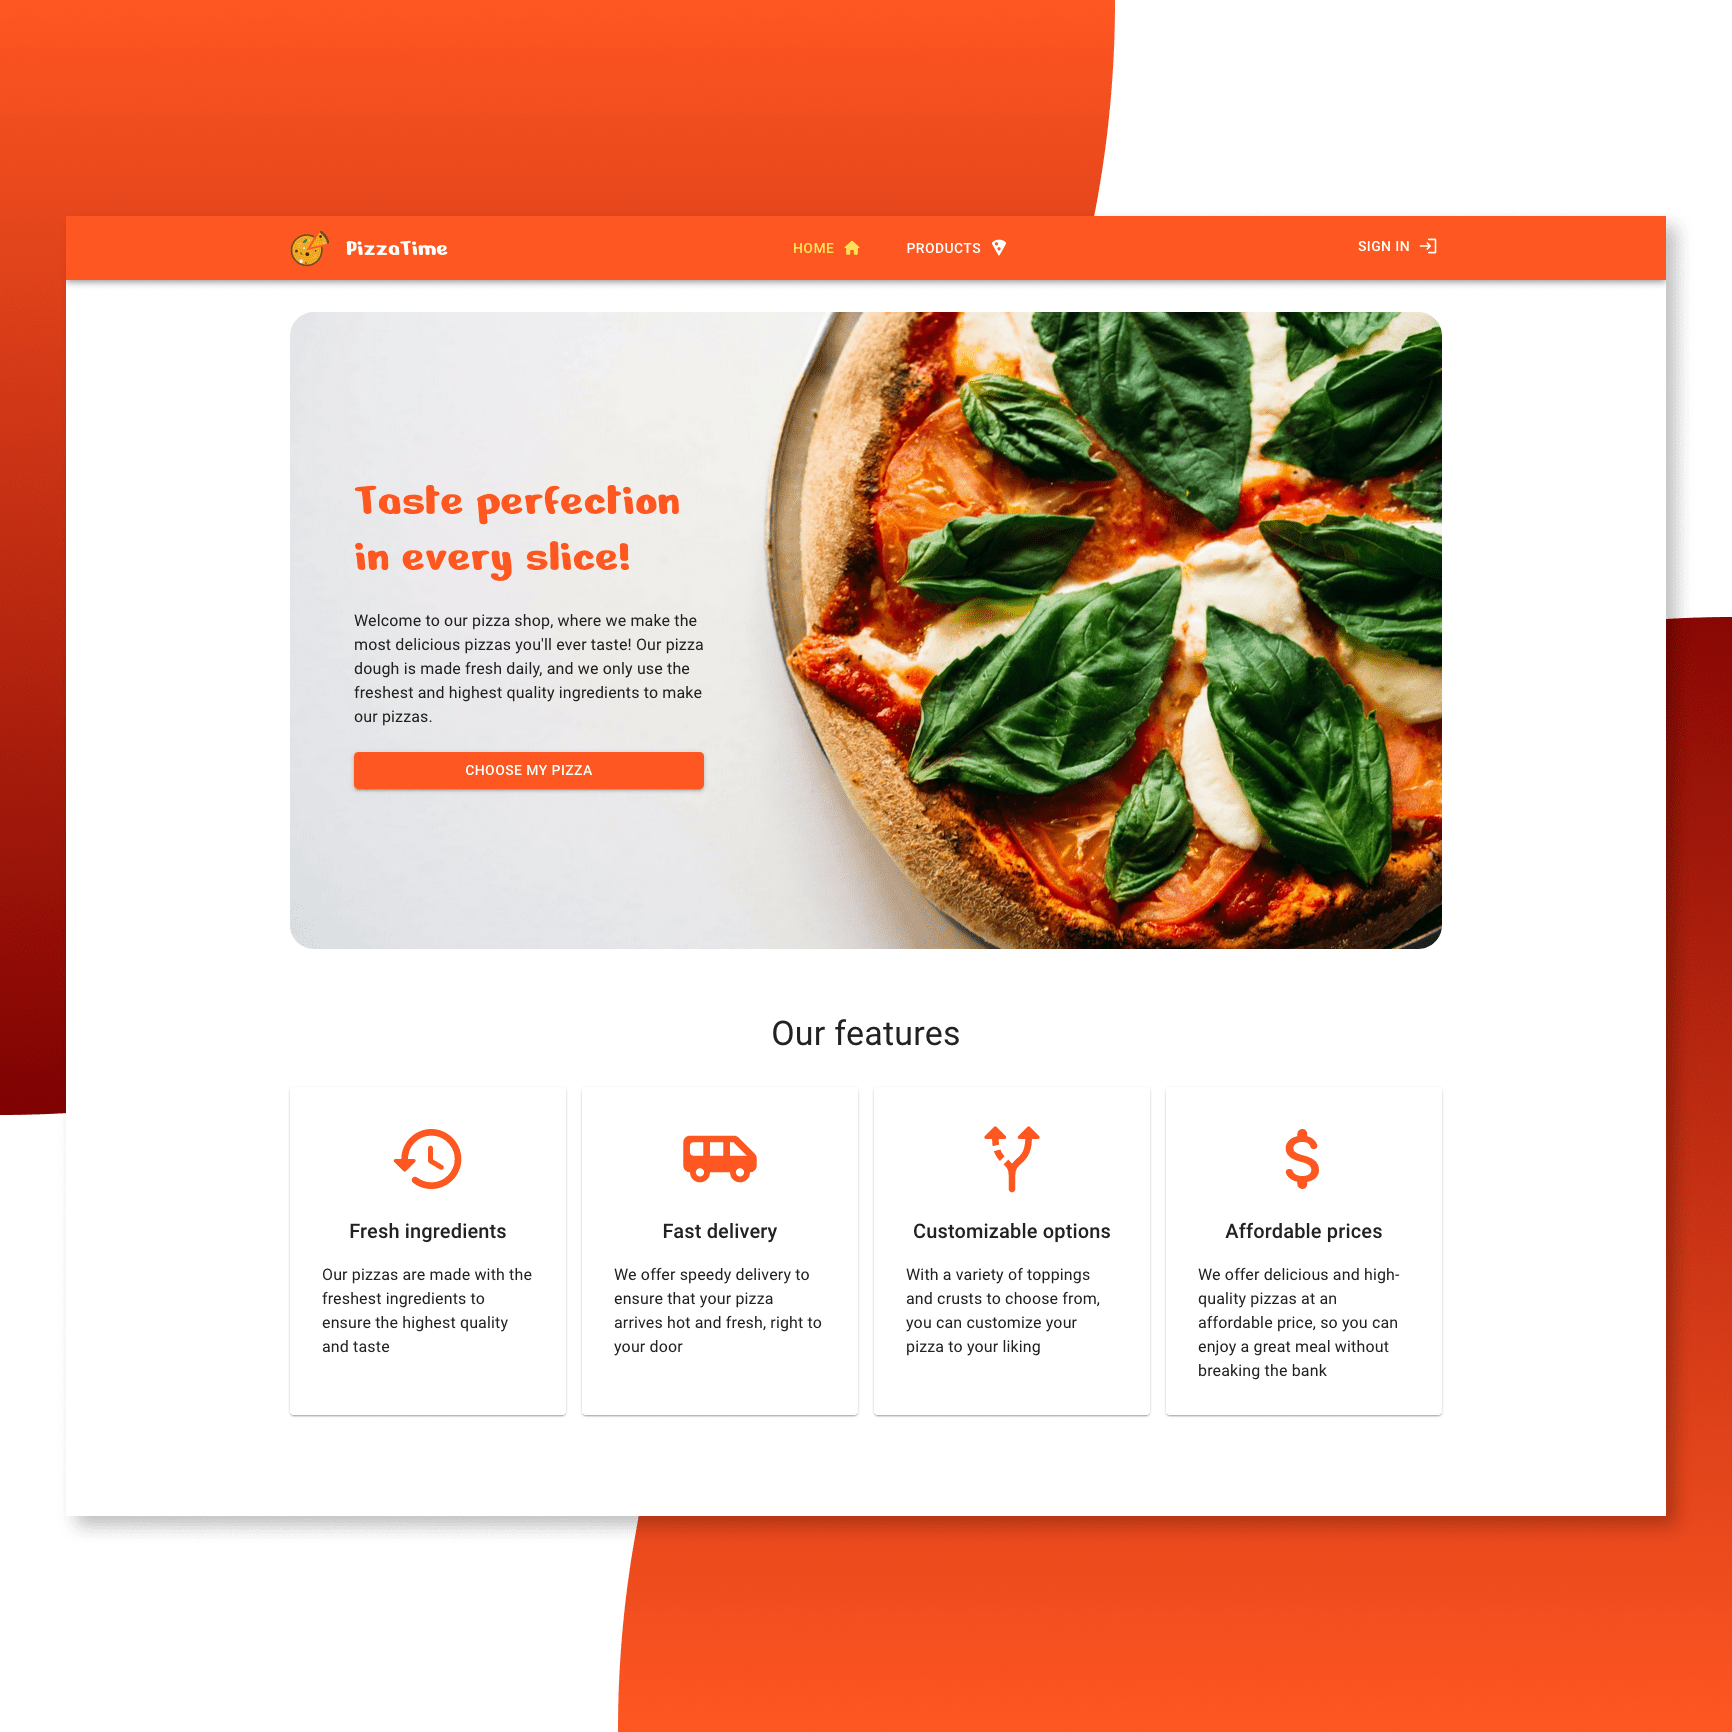 PizzaTime
HOME
PRODUCTS
SIGN IN
Taste perfection
in every slice!
Welcome to our pizza shop, where we make the
most delicious pizzas you'll ever taste! Our pizza
dough is made fresh daily, and we only use the
freshest and highest quality ingredients to make
our pizzas.
CHOOSE MY PIZZA
Our features
Fresh ingredients
Our pizzas are made with the
freshest ingredients to
ensure the highest quality
and taste
Fast delivery
We offer speedy delivery to
ensure that your pizza
arrives hot and fresh, right to
your door
Customizable options
With a variety of toppings
and crusts to choose from,
you can customize your
pizza to your liking
Affordable prices
We offer delicious and high-
quality pizzas at an
affordable price, so you can
enjoy a great meal without
breaking the bank